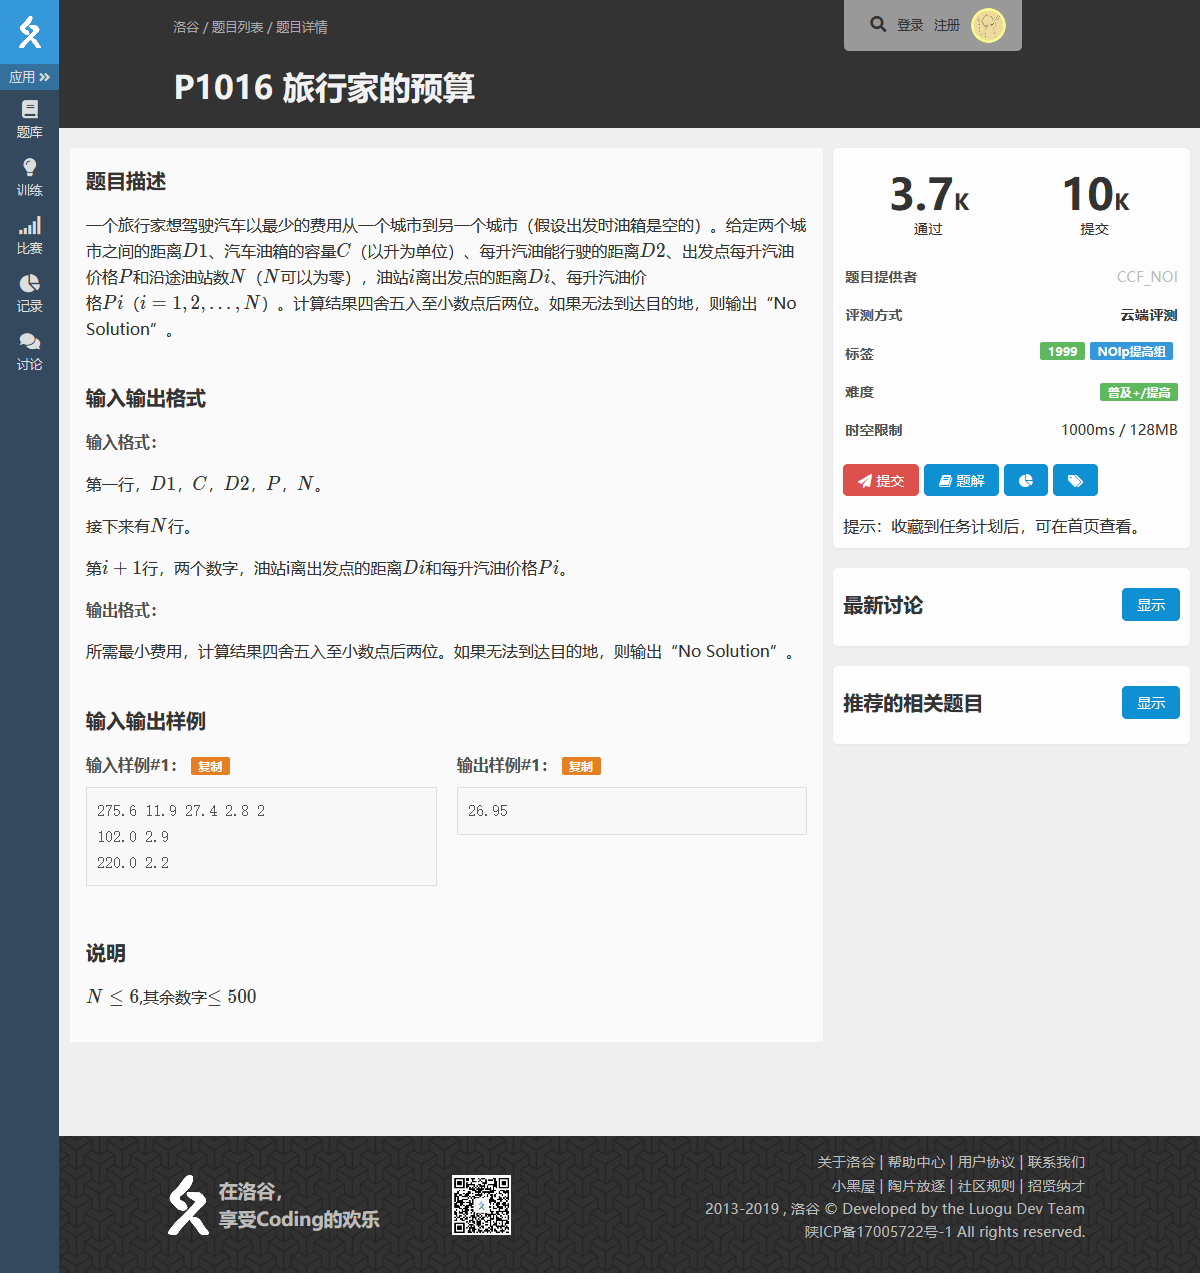 洛谷 / 题目列表 / 题目详情
登录 注册
P1016 旅行家的预算
应用
题库
训练
比赛
记录
讨论
题目描述
一个旅行家想驾驶汽车以最少的费用从一个城市到另一个城市（假设出发时油箱是空的）。给定两个城
市之间的距离D1、汽车油箱的容量C（以升为单位）、每升汽油能行驶的距离D2、出发点每升汽油
价格P和沿途油站数N（N可以为零），油站i离出发点的距离Di、每升汽油价
格Pi（i = 1, 2, . . . , N）。计算结果四舍五入至小数点后两位。如果无法到达目的地，则输出“No
Solution”。
输入输出格式
输入格式：
第一行，D1，C，D2，P，N。
接下来有N行。
第i + 1行，两个数字，油站i离出发点的距离Di和每升汽油价格Pi。
输出格式：
所需最小费用，计算结果四舍五入至小数点后两位。如果无法到达目的地，则输出“No Solution”。
输入输出样例
输入样例#1： 复制
275.6 11.9 27.4 2.8 2
102.0 2.9
220.0 2.2
输出样例#1： 复制
26.95
说明
N ≤ 6,其余数字≤ 500
3.7K 10K
通过 提交
题目提供者 CCF_NOI
评测方式 云端评测
标签 1999 NOIp提高组
难度 普及+/提高
时空限制 1000ms / 128MB
提交 题解
提示：收藏到任务计划后，可在首页查看。
最新讨论 显示
推荐的相关题目 显示
在洛谷，
享受Coding的欢乐
关于洛谷 | 帮助中心 | 用户协议 | 联系我们
小黑屋 | 陶片放逐 | 社区规则 | 招贤纳才
2013-2019 , 洛谷 © Developed by the Luogu Dev Team
陕ICP备17005722号-1 All rights reserved.